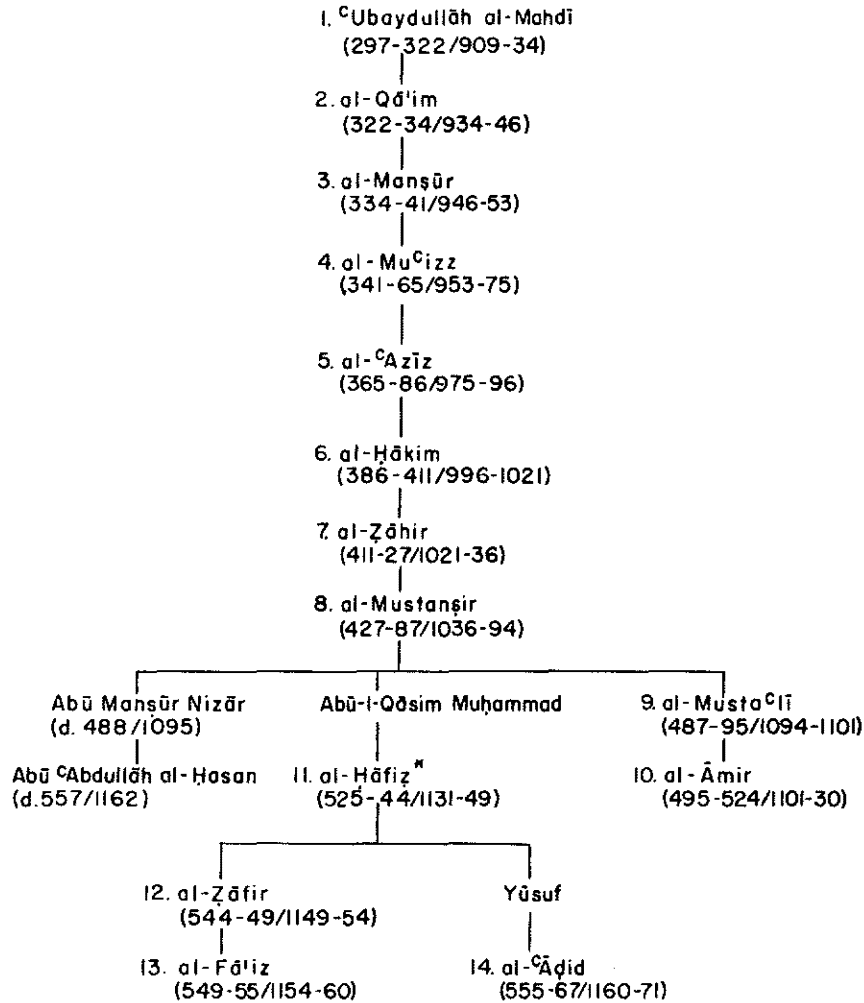 1. ᶜUbaydullāh al-Mahdī
(297-322/909-34)
2. al-Qā'im
(322-34/934-46)
3. al-Manṣūr
(334-41/946-53)
4. al-Muᶜizz
(341-65/953-75)
5. al-ᶜAzīz
(365-86/975-96)
6. al-Ḥākim
(386-411/996-1021)
7. al-Ẓāhir
(411-27/1021-36)
8. al-Mustanṣir
(427-87/1036-94)
Abū Manṣūr Nizār Abū-l-Qāsim Muḥammad 9. al-Mustaᶜlī
(d. 488/1095) (487-95/1094-1101)
Abū ᶜAbdullāh al-Ḥasan 11. al-Ḥāfiẓ* 10. al-Āmir
(d.557/1162) (525-44/1131-49) (495-524/1101-30)
12. al-Ẓāfir Yūsuf
(544-49/1149-54)
13. al-Fā'iz 14. al-ᶜĀḍid
(549-55/1154-60) (555-67/1160-71)